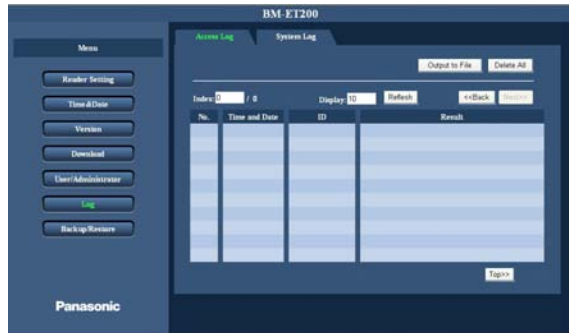 BM-ET200
Menu
Reader Setting
Time &Date
Version
Download
User/Administrator
Log
Backup/Restore
Panasonic
Access Log System Log
Output to File Delete All
Index: 0 / 0 Display: 10 Refresh <<Back Next>>
No. Time and Date ID Result
Top>>